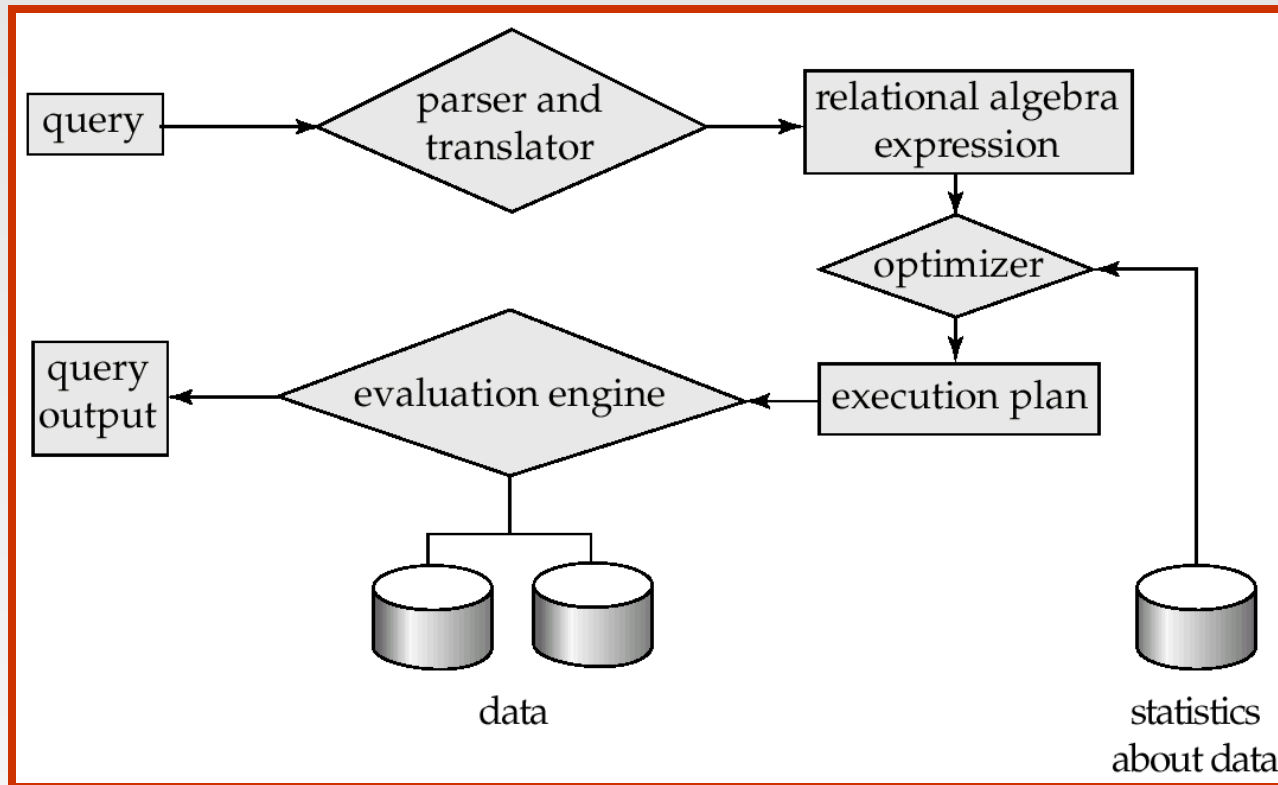 query
parser and
translator
relational algebra
expression
optimizer
query
output
evaluation engine
execution plan
data
statistics
about data